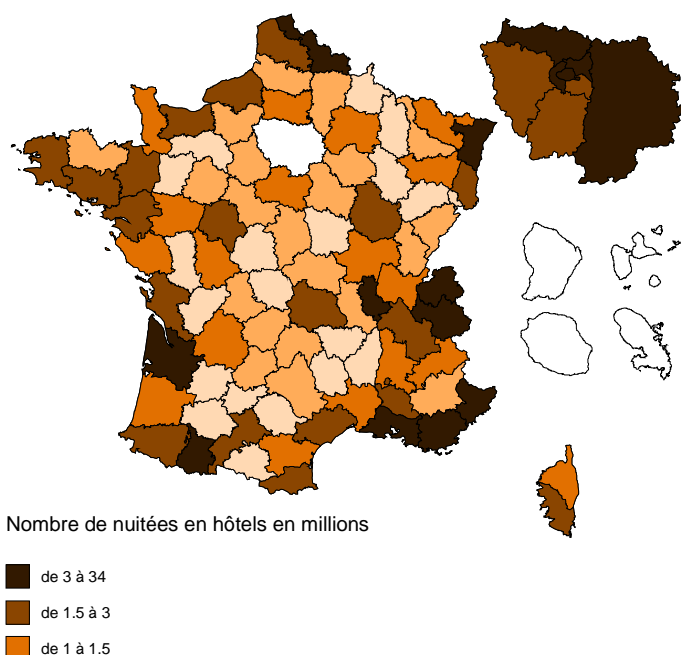 Nombre de nuitées en hôtels en millions
de 3 à 34
de 1.5 à 3
de 1 à 1.5